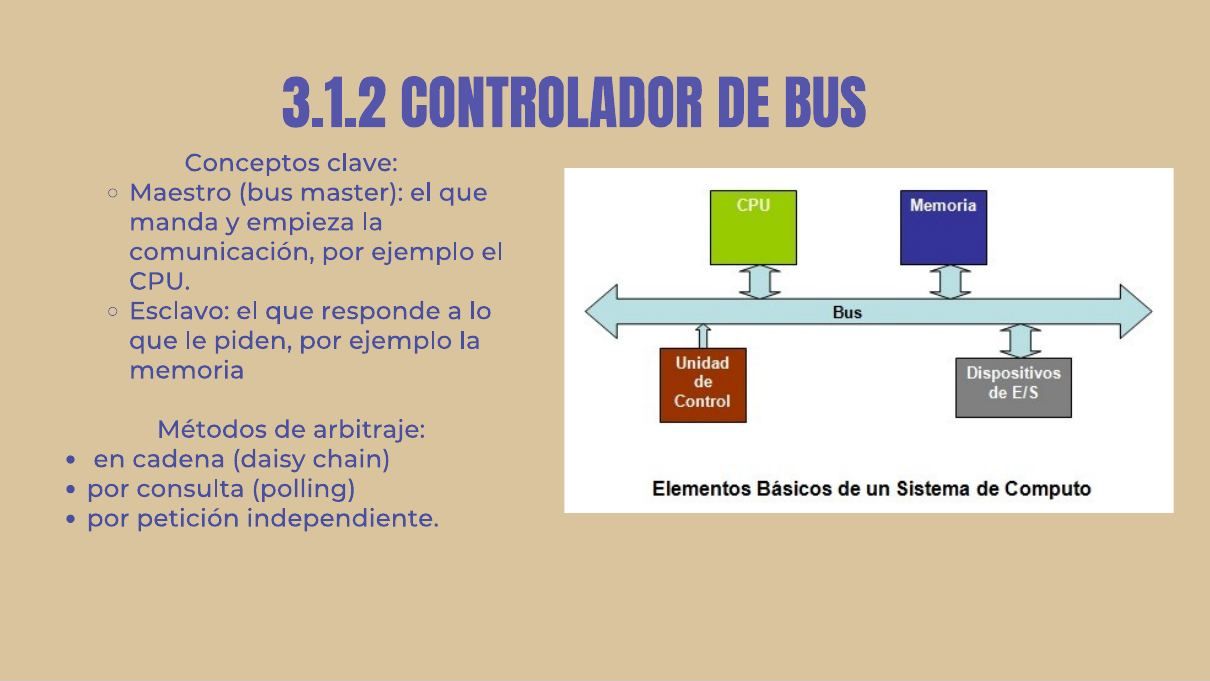 3.1.2 CONTROLADOR DE BUS
Conceptos clave:
Maestro (bus master): el que
manda y empieza la
comunicación, por ejemplo el
CPU.
Esclavo: el que responde a lo
que le piden, por ejemplo la
memoria
Métodos de arbitraje:
en cadena (daisy chain)
por consulta (polling)
por petición independiente.
CPU
Memoria
Bus
Unidad
de
Control
Dispositivos
de E/S
Elementos Básicos de un Sistema de Computo